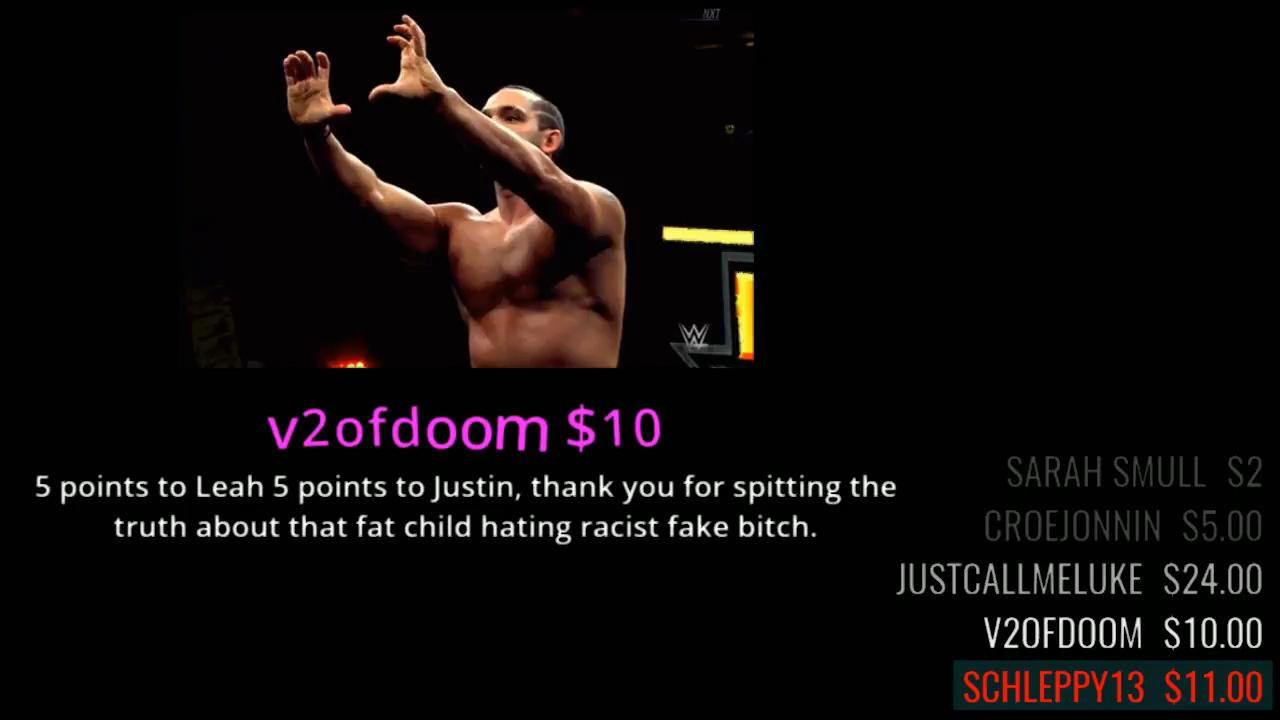 NXT
W
v2ofdoom $10
5 points to Leah 5 points to Justin, thank you for spitting the
truth about that fat child hating racist fake bitch.
SARAH SMULL $2
CROEJONNIN $5.00
JUSTCALLMELUKE $24.00
V2OFDOOM $10.00
SCHLEPPY13 $11.00